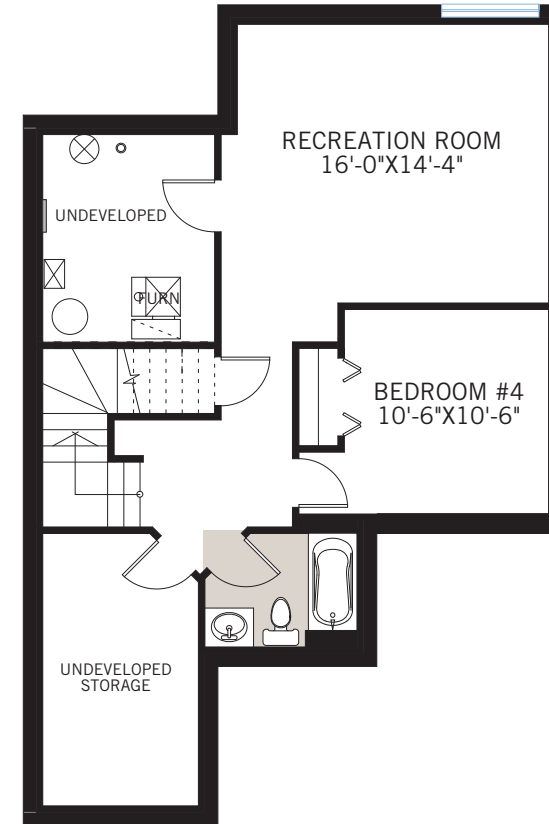 RECREATION ROOM
16'-0"X14'-4"
UNDEVELOPED
FURN
BEDROOM #4
10'-6"X10'-6"
UNDEVELOPED
STORAGE